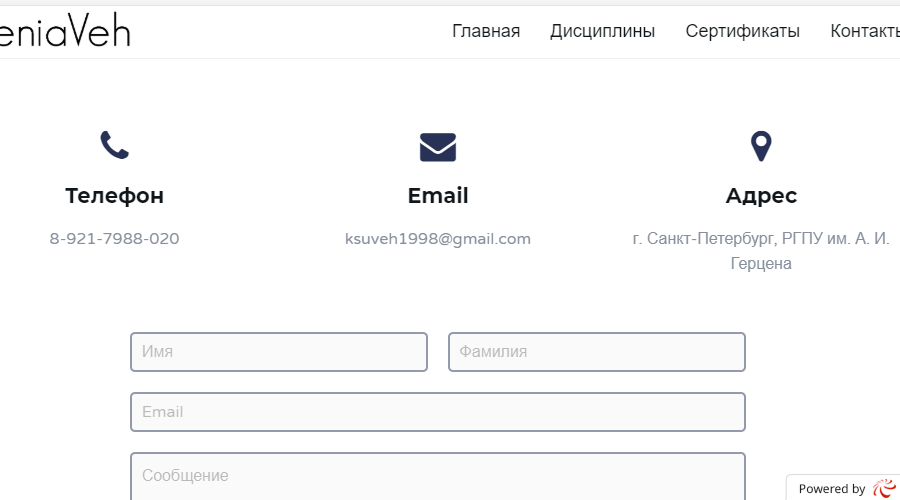 eniaVeh
Главная Дисциплины Сертификаты Контакты
Телефон Email Адрес
8-921-7988-020 ksuveh1998@gmail.com г. Санкт-Петербург, РГПУ им. А. И.
Герцена
Имя Фамилия
Email
Сообщение
Powered by